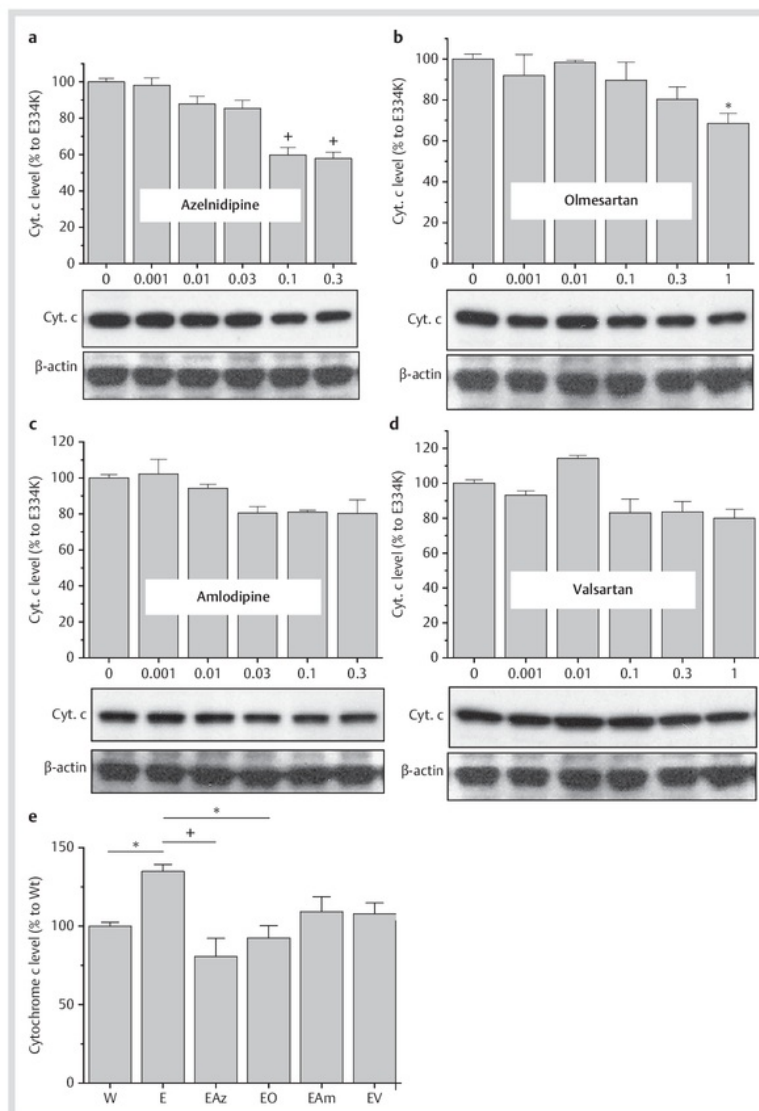 a
Cyt. c level (% to E334K)
100
80
60
40
20
0
+
+
Azelnidipine
0 0.001 0.01 0.03 0.1 0.3
Cyt. c
β-actin
b
Cyt. c level (% to E334K)
100
80
60
40
20
0
*
Olmesartan
0 0.001 0.01 0.1 0.3 1
Cyt. c
β-actin
c
Cyt. c level (% to E334K)
120
100
80
60
40
20
0
Amlodipine
0 0.001 0.01 0.03 0.1 0.3
Cyt. c
β-actin
d
Cyt. c level (% to E334K)
120
100
80
60
40
20
0
Valsartan
0 0.001 0.01 0.1 0.3 1
Cyt. c
β-actin
e
Cytochrome c level (% to Wt)
150
100
50
0
*
*
+
W E EAz EO EAm EV